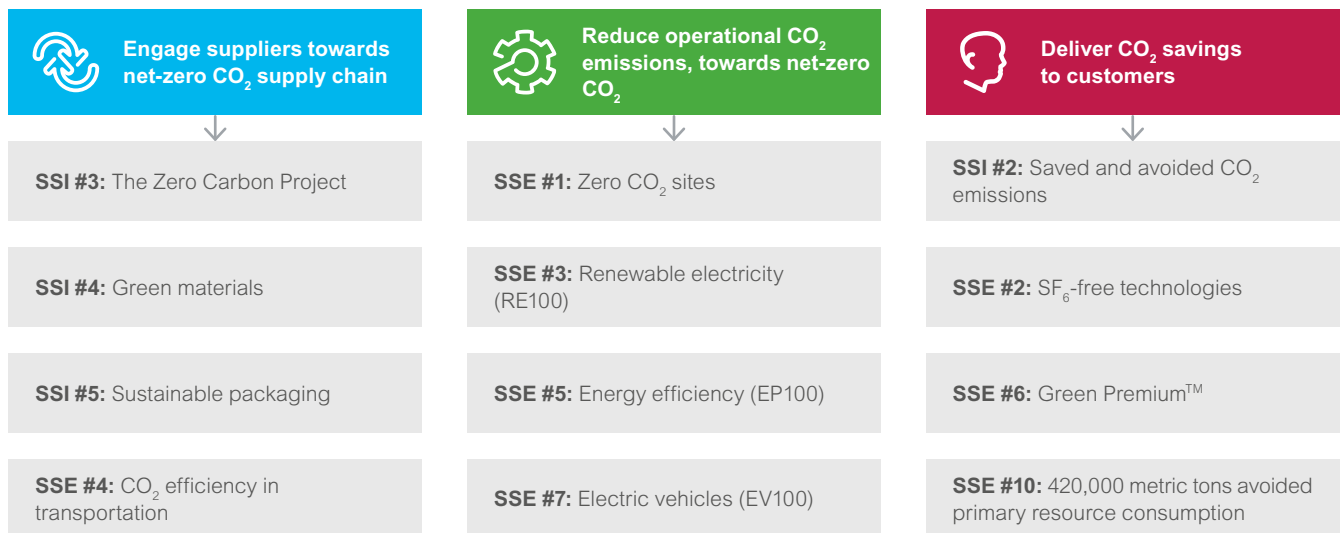 Engage suppliers towards
net-zero CO₂ supply chain
SSI #3: The Zero Carbon Project
SSI #4: Green materials
SSI #5: Sustainable packaging
SSE #4: CO₂ efficiency in
transportation
Reduce operational CO₂
emissions, towards net-zero
CO₂
SSE #1: Zero CO₂ sites
SSE #3: Renewable electricity
(RE100)
SSE #5: Energy efficiency (EP100)
SSE #7: Electric vehicles (EV100)
Deliver CO₂ savings
to customers
SSI #2: Saved and avoided CO₂
emissions
SSE #2: SF₆-free technologies
SSE #6: Green Premium™
SSE #10: 420,000 metric tons avoided
primary resource consumption